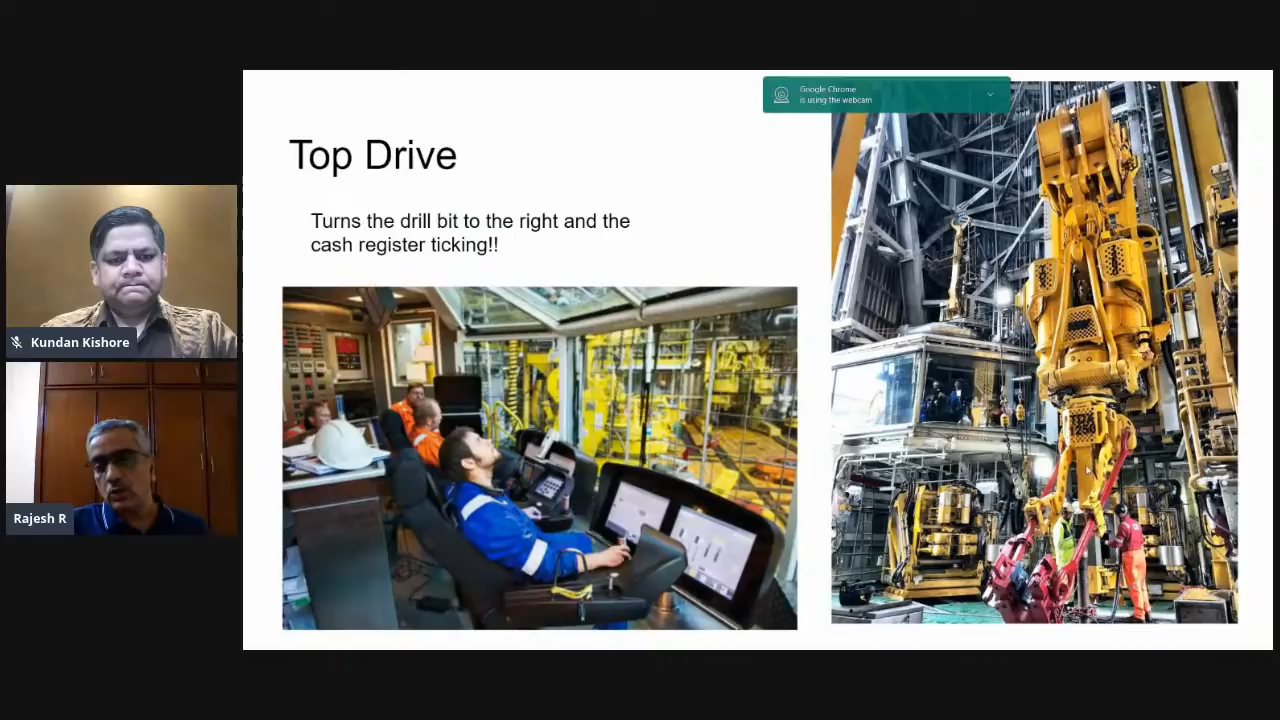 Google Chrome
is using the webcam
Top Drive
Turns the drill bit to the right and the
cash register ticking!!
Kundan Kishore
Rajesh R